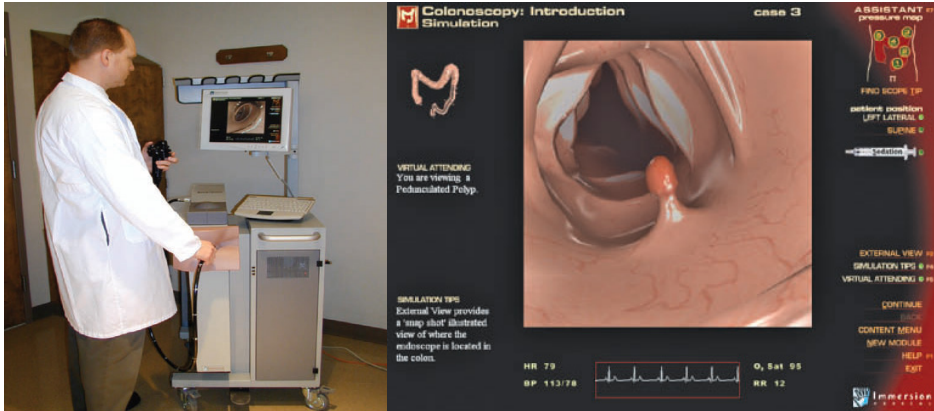 Colonoscopy: Introduction
Simulation
case 3
ASSISTANT
pressure map
FIND SCOPE TIP
patient position
LEFT LATERAL
SUPINE
Sedation
VIRTUAL ATTENDING
You are viewing a
Pedunculated Polyp.
SIMULATION TIPS
External View provides
a 'snap shot' illustrated
view of where the
endoscope is located in
the colon.
HR 79
BP 113/78
O₂ Sat 95
RR 12
EXTERNAL VIEW
SIMULATION TIPS
VIRTUAL ATTENDING
CONTINUE
BACK
CONTENT MENU
NEW MODULE
HELP F1
EXIT
Immersion